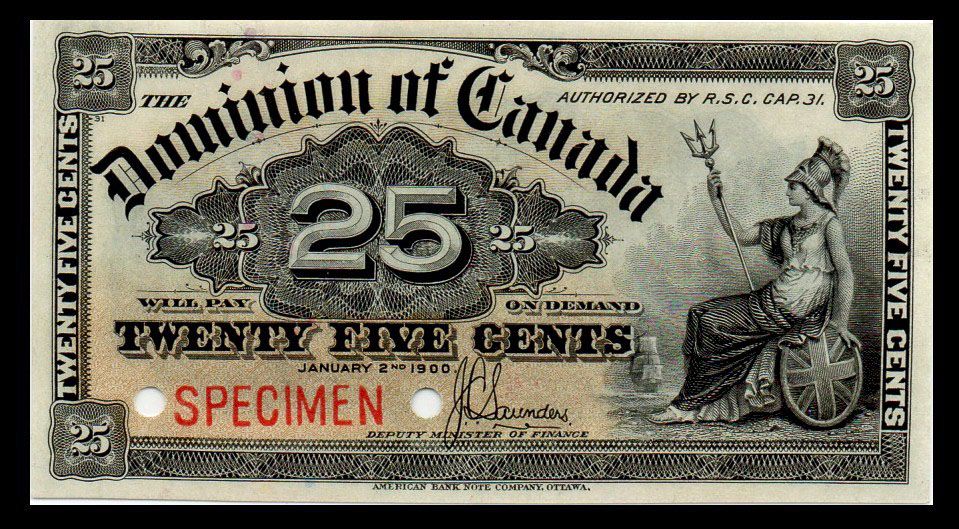 25
25
THE
Dominion of Canada
AUTHORIZED BY R.S.C. CAP. 31.
31
TWENTY FIVE CENTS
TWENTY FIVE CENTS
25
25
25
WILL PAY
ON DEMAND
TWENTY FIVE CENTS
JANUARY 2ND 1900.
SPECIMEN
J C Saunders
DEPUTY MINISTER OF FINANCE
25
AMERICAN BANK NOTE COMPANY, OTTAWA.